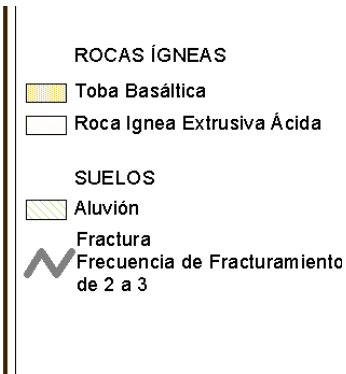 ROCAS ÍGNEAS
Toba Basáltica
Roca Ignea Extrusiva Ácida
SUELOS
Aluvión
Fractura
Frecuencia de Fracturamiento
de 2 a 3